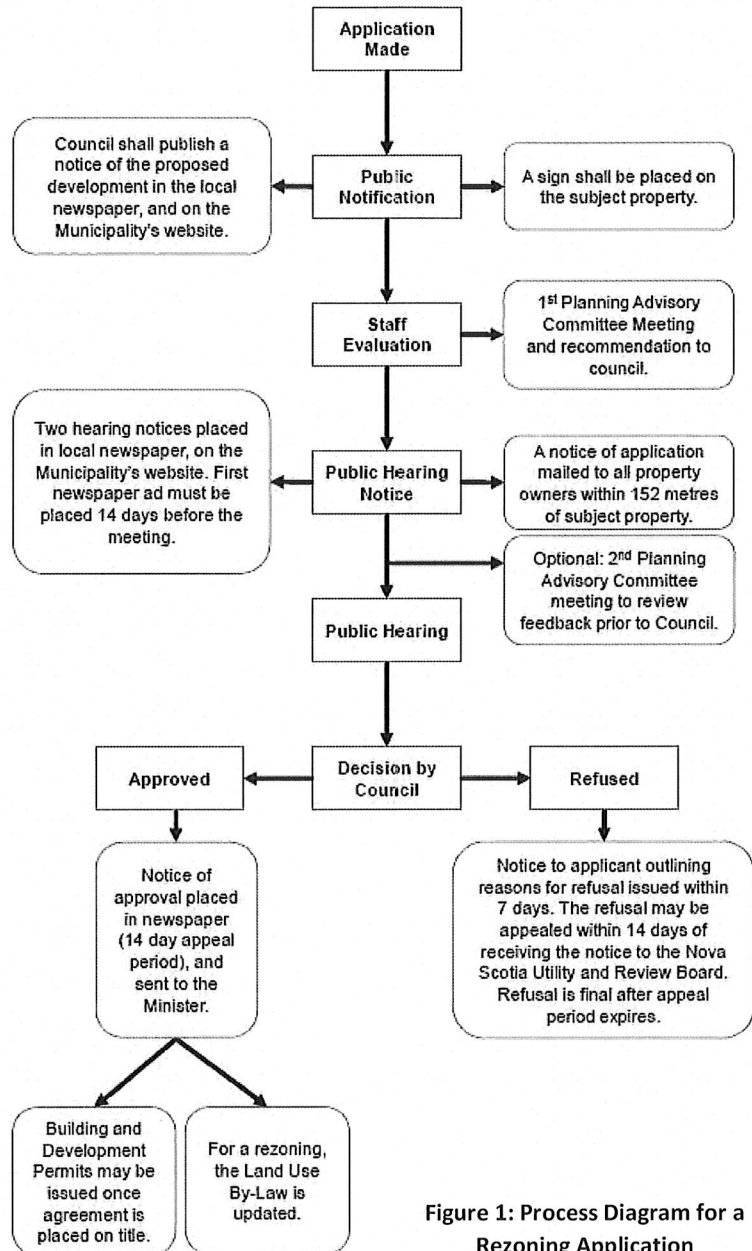 Application
Made
Council shall publish a
notice of the proposed
development in the local
newspaper, and on the
Municipality's website.
Public
Notification
A sign shall be placed on
the subject property.
Staff
Evaluation
1st Planning Advisory
Committee Meeting
and recommendation to
council.
Two hearing notices placed
in local newspaper, on the
Municipality's website. First
newspaper ad must be
placed 14 days before the
meeting.
Public Hearing
Notice
A notice of application
mailed to all property
owners within 152 metres
of subject property.
Optional: 2nd Planning
Advisory Committee
meeting to review
feedback prior to Council.
Public Hearing
Approved
Decision by
Council
Refused
Notice of
approval placed
in newspaper
(14 day appeal
period), and
sent to the
Minister.
Notice to applicant outlining
reasons for refusal issued within
7 days. The refusal may be
appealed within 14 days of
receiving the notice to the Nova
Scotia Utility and Review Board.
Refusal is final after appeal
period expires.
Building and
Development
Permits may be
issued once
agreement is
placed on title.
For a rezoning,
the Land Use
By-Law is
updated.
Figure 1: Process Diagram for a
Rezoning Application